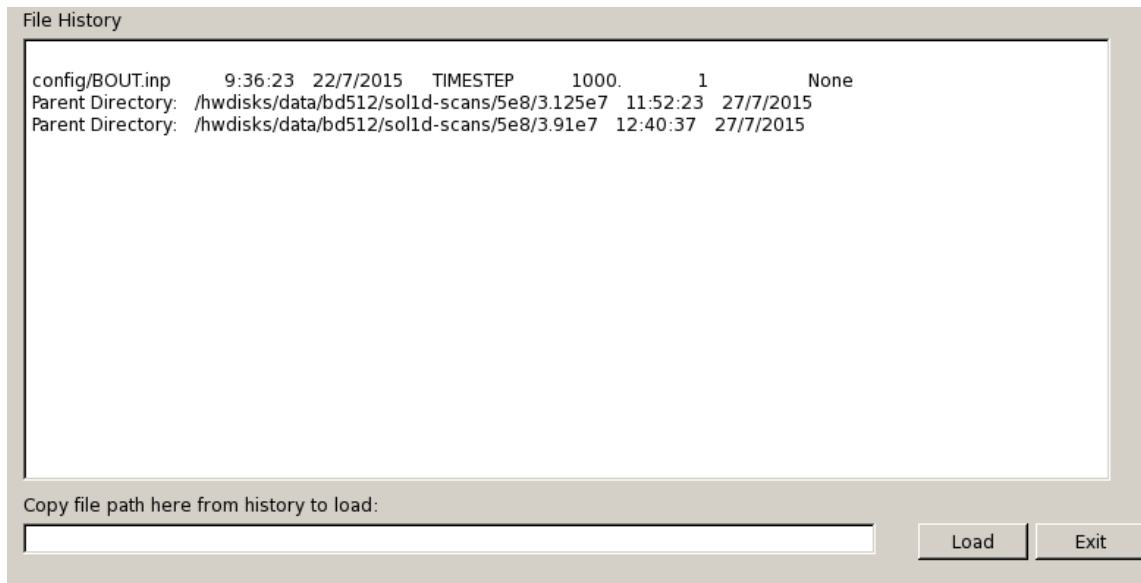 File History
config/BOUT.inp 9:36:23 22/7/2015 TIMESTEP 1000. 1 None
Parent Directory: /hwdisks/data/bd512/sol1d-scans/5e8/3.125e7 11:52:23 27/7/2015
Parent Directory: /hwdisks/data/bd512/sol1d-scans/5e8/3.91e7 12:40:37 27/7/2015
Copy file path here from history to load:
Load Exit